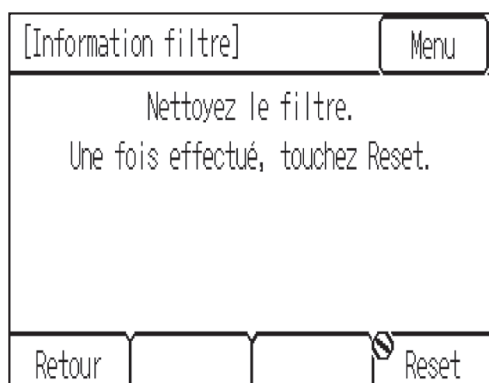 [Information filtre] Menu
Nettoyez le filtre.
Une fois effectué, touchez Reset.
Retour Reset